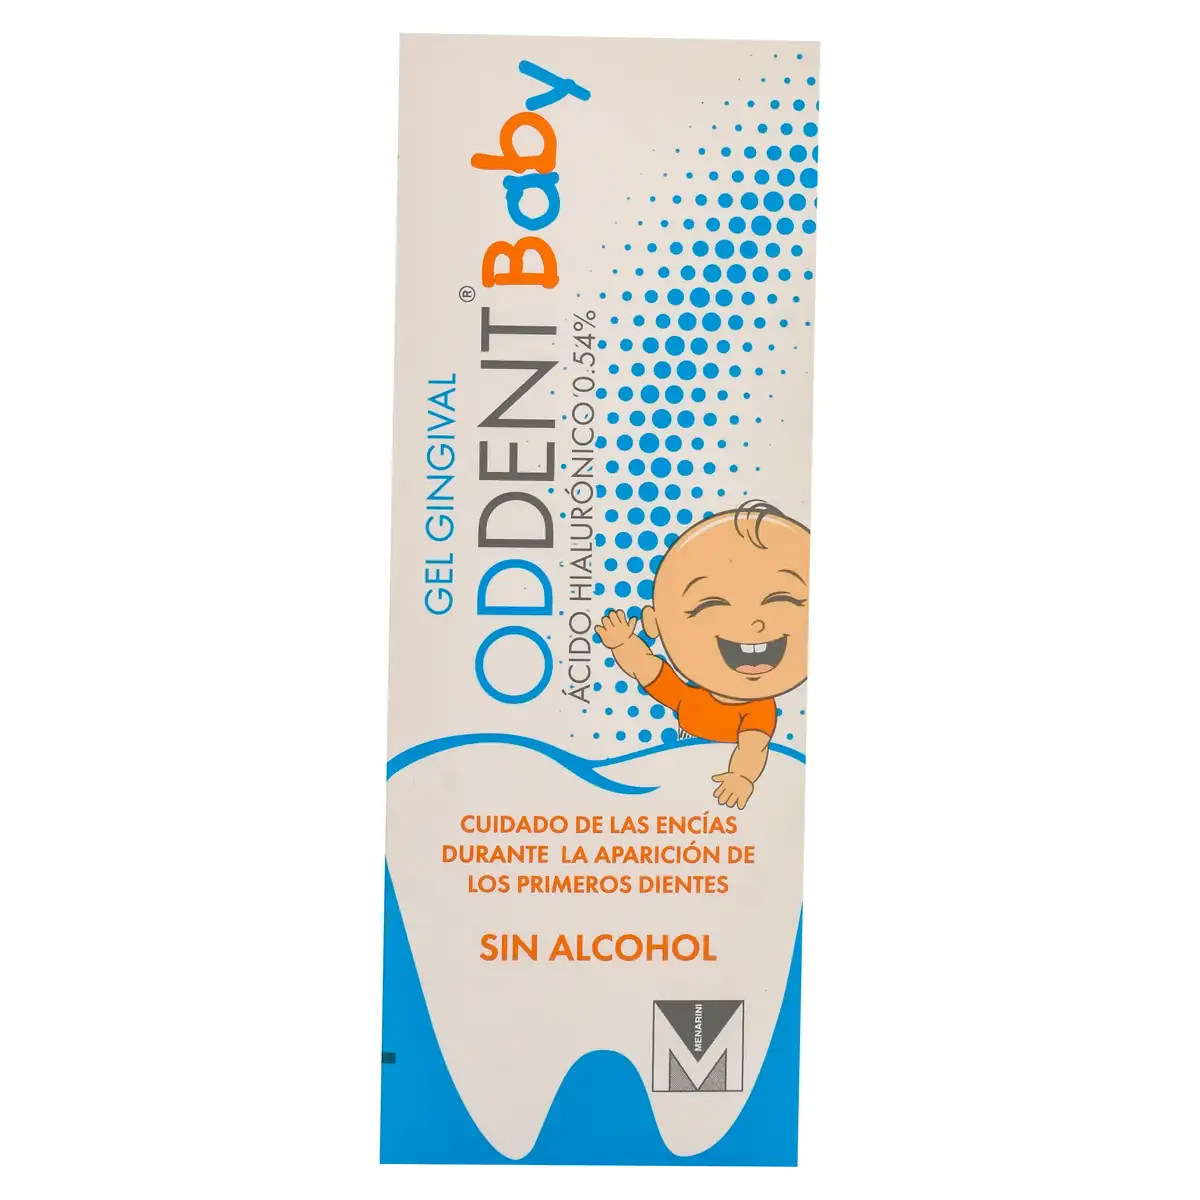 GEL GINGIVAL
ODDENT® Baby
ÁCIDO HIALURÓNICO 0.54%
CUIDADO DE LAS ENCÍAS
DURANTE LA APARICIÓN DE
LOS PRIMEROS DIENTES
SIN ALCOHOL
MENARINI